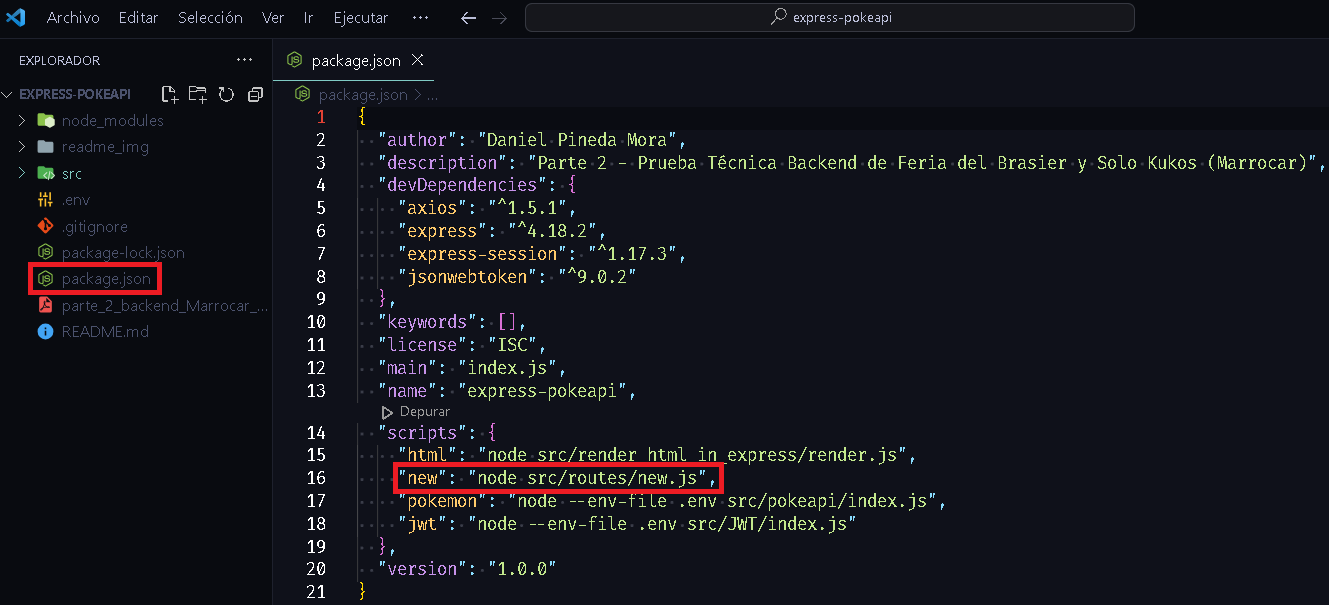 Archivo Editar Selección Ver Ir Ejecutar ··· express-pokeapi
EXPLORADOR ···
EXPRESS-POKEAPI
node_modules
readme_img
src
.env
.gitignore
package-lock.json
package.json
parte_2_backend_Marrocar_...
README.md
package.json
package.json > ...
1 {
2 "author": "Daniel Pineda Mora",
3 "description": "Parte 2 - Prueba Técnica Backend de Feria del Brasier y Solo Kukos (Marrocar)",
4 "devDependencies": {
5 "axios": "^1.5.1",
6 "express": "^4.18.2",
7 "express-session": "^1.17.3",
8 "jsonwebtoken": "^9.0.2"
9 },
10 "keywords": [],
11 "license": "ISC",
12 "main": "index.js",
13 "name": "express-pokeapi",
Depurar
14 "scripts": {
15 "html": "node src/render_html_in_express/render.js",
16 "new": "node src/routes/new.js",
17 "pokemon": "node --env-file .env src/pokeapi/index.js",
18 "jwt": "node --env-file .env src/JWT/index.js"
19 },
20 "version": "1.0.0"
21 }